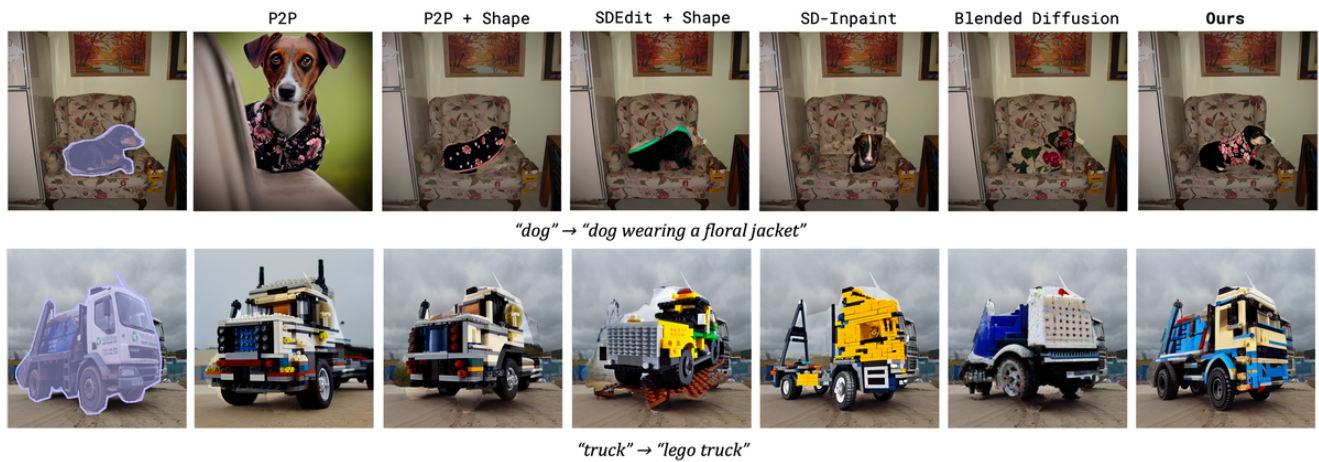 P2P
P2P + Shape
SDEdit + Shape
SD-Inpaint
Blended Diffusion
Ours
“dog” → “dog wearing a floral jacket”
“truck” → “lego truck”